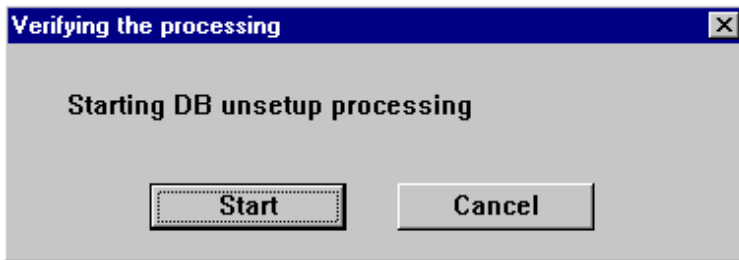 Verifying the processing
Starting DB unsetup processing
Start Cancel